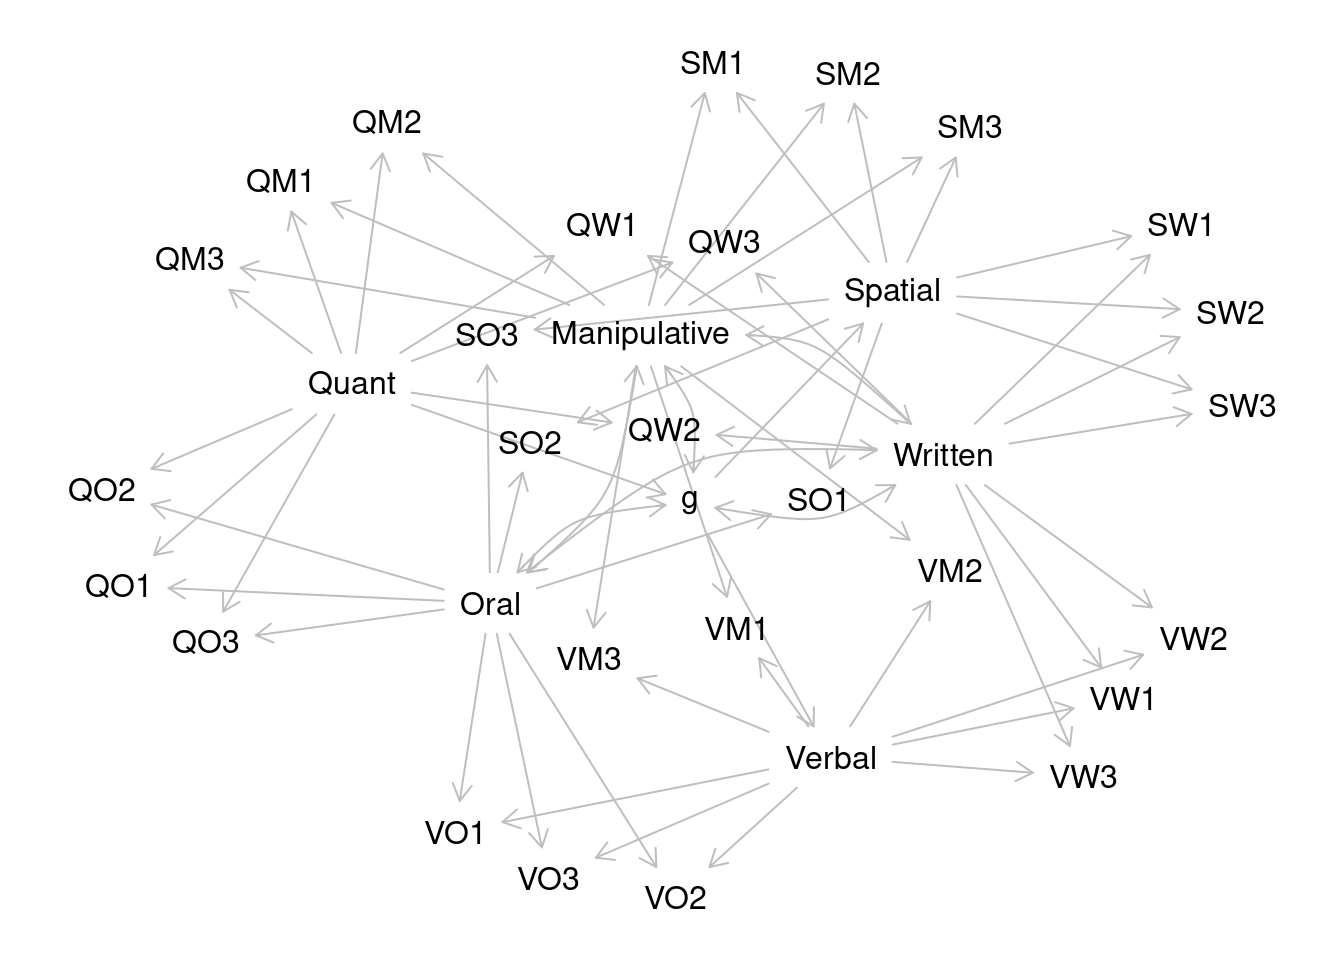 SM1
SM2
QM2
SM3
QM1
QW1
SW1
QW3
QM3
Spatial
SW2
SO3
Manipulative
Quant
SW3
QW2
SO2
Written
QO2
g
SO1
VM2
QO1
Oral
VM1
VW2
QO3
VM3
VW1
Verbal
VW3
VO1
VO3
VO2